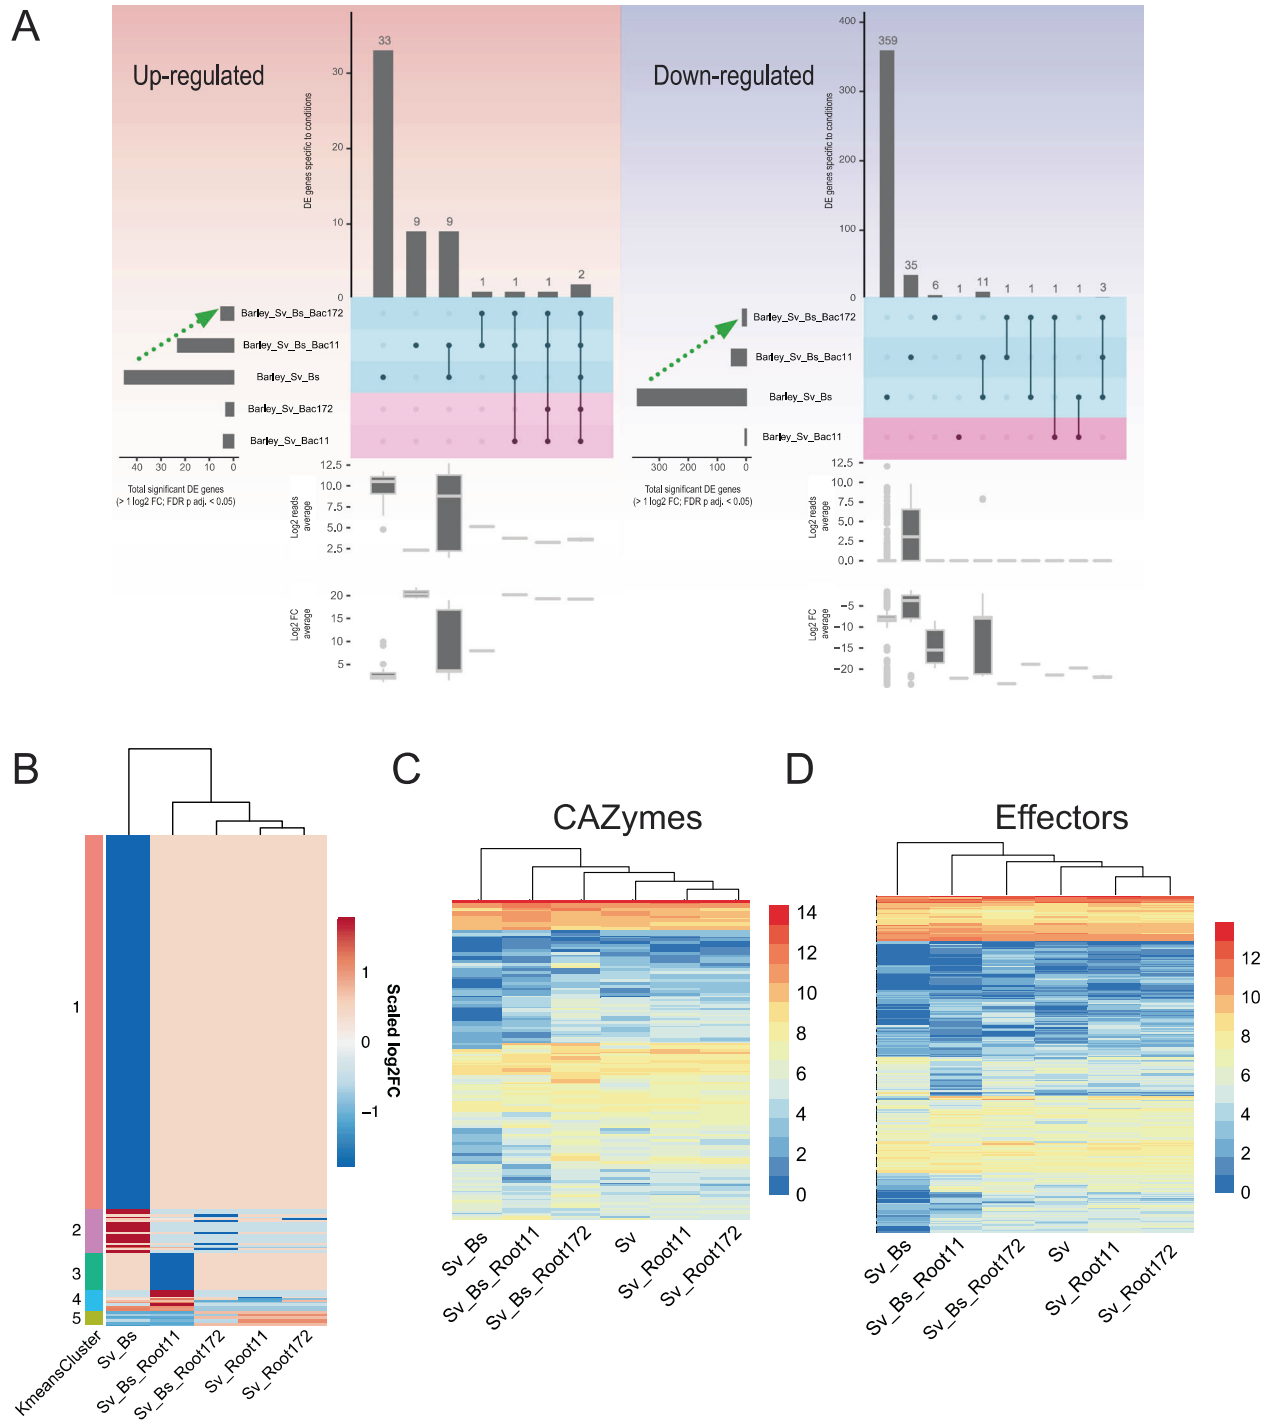 A
Up-regulated
DE genes specific to conditions
30
20
10
0
33
9
9
1
1
1
2
Barley_Sv_Bs_Bac172
Barley_Sv_Bs_Bac11
Barley_Sv_Bs
Barley_Sv_Bac172
Barley_Sv_Bac11
40 30 20 10 0
Total significant DE genes
(> 1 log2 FC; FDR p adj. < 0.05)
Log2 reads
average
12.5
10.0
7.5
5.0
2.5
Log2 FC
average
20
15
10
5
Down-regulated
DE genes specific to conditions
400
300
200
100
0
359
35
6
1
11
1
1
1
1
3
Barley_Sv_Bs_Bac172
Barley_Sv_Bs_Bac11
Barley_Sv_Bs
Barley_Sv_Bac11
300 200 100 0
Total significant DE genes
(> 1 log2 FC; FDR p adj. < 0.05)
Log2 reads
average
12.5
10.0
7.5
5.0
2.5
0.0
Log2 FC
average
−5
−10
−15
−20
B
1
2
3
4
5
KmeansCluster
Sv_Bs
Sv_Bs_Root11
Sv_Bs_Root172
Sv_Root11
Sv_Root172
1
0
−1
Scaled log2FC
C
CAZymes
14
12
10
8
6
4
2
0
Sv_Bs
Sv_Bs_Root11
Sv_Bs_Root172
Sv
Sv_Root11
Sv_Root172
D
Effectors
12
10
8
6
4
2
0
Sv_Bs
Sv_Bs_Root11
Sv_Bs_Root172
Sv
Sv_Root11
Sv_Root172